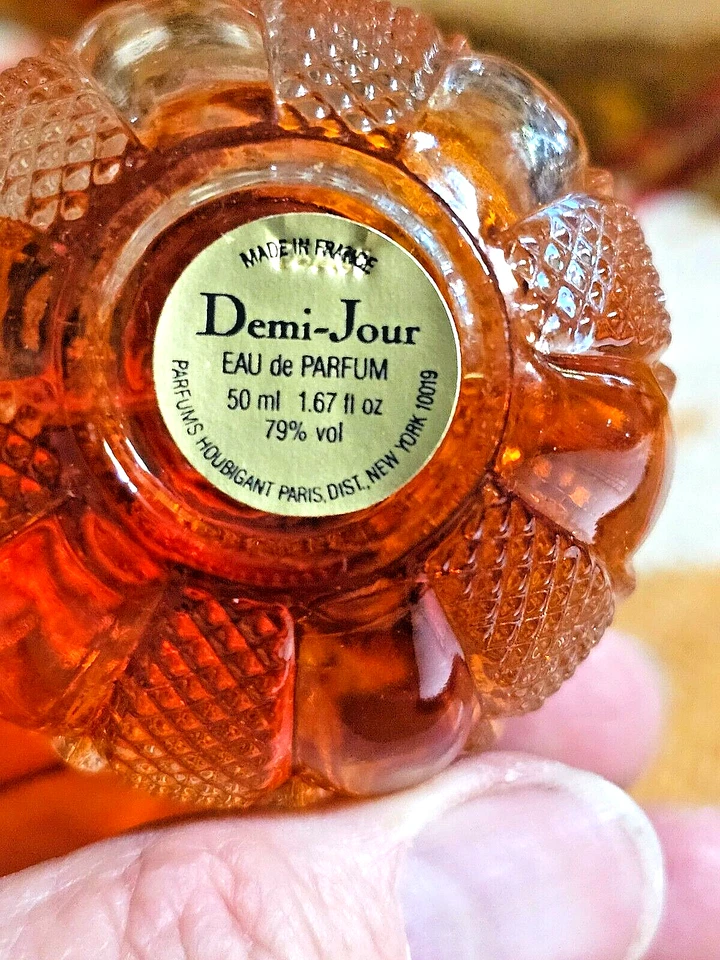 MADE IN FRANCE
Demi-Jour
EAU de PARFUM
50 ml 1.67 fl oz
79% vol
PARFUMS HOUBIGANT PARIS, DIST., NEW YORK 10019